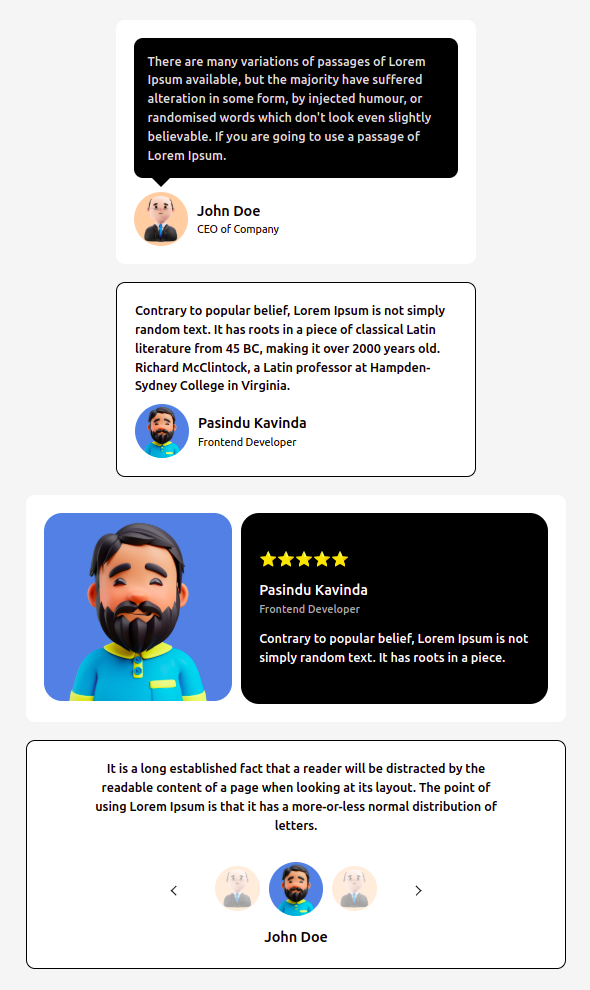 There are many variations of passages of Lorem
Ipsum available, but the majority have suffered
alteration in some form, by injected humour, or
randomised words which don't look even slightly
believable. If you are going to use a passage of
Lorem Ipsum.
John Doe
CEO of Company
Contrary to popular belief, Lorem Ipsum is not simply
random text. It has roots in a piece of classical Latin
literature from 45 BC, making it over 2000 years old.
Richard McClintock, a Latin professor at Hampden-
Sydney College in Virginia.
Pasindu Kavinda
Frontend Developer
Pasindu Kavinda
Frontend Developer
Contrary to popular belief, Lorem Ipsum is not
simply random text. It has roots in a piece.
It is a long established fact that a reader will be distracted by the
readable content of a page when looking at its layout. The point of
using Lorem Ipsum is that it has a more-or-less normal distribution of
letters.
John Doe